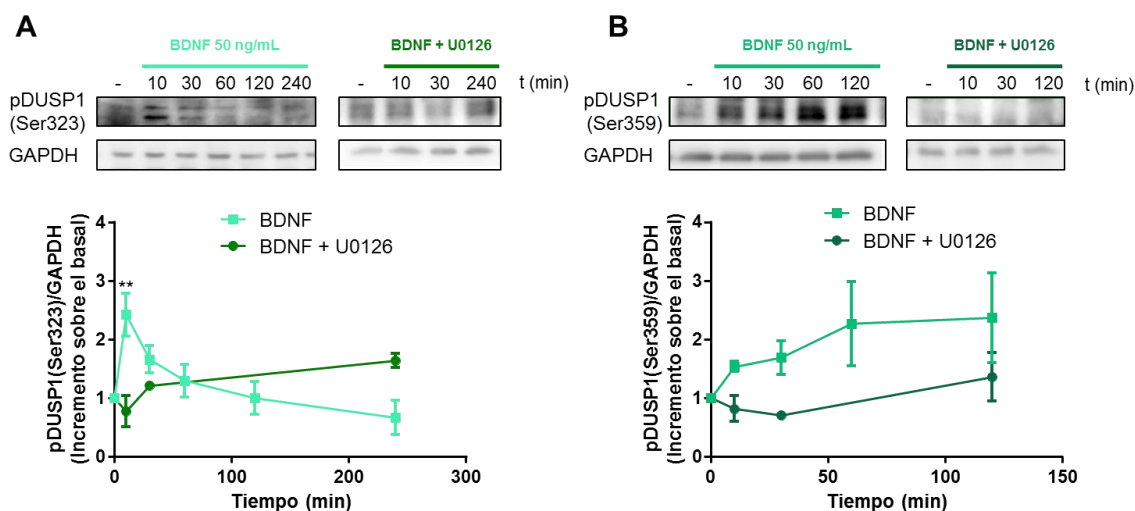 A
BDNF 50 ng/mL
BDNF + U0126
- 10 30 60 120 240
- 10 30 240
t (min)
pDUSP1
(Ser323)
GAPDH
pDUSP1(Ser323)/GAPDH
(Incremento sobre el basal)
BDNF
BDNF + U0126
**
4
3
2
1
0
0 100 200 300
Tiempo (min)
B
BDNF 50 ng/mL
BDNF + U0126
- 10 30 60 120
- 10 30 120
t (min)
pDUSP1
(Ser359)
GAPDH
pDUSP1(Ser359)/GAPDH
(Incremento sobre el basal)
BDNF
BDNF + U0126
4
3
2
1
0
0 50 100 150
Tiempo (min)